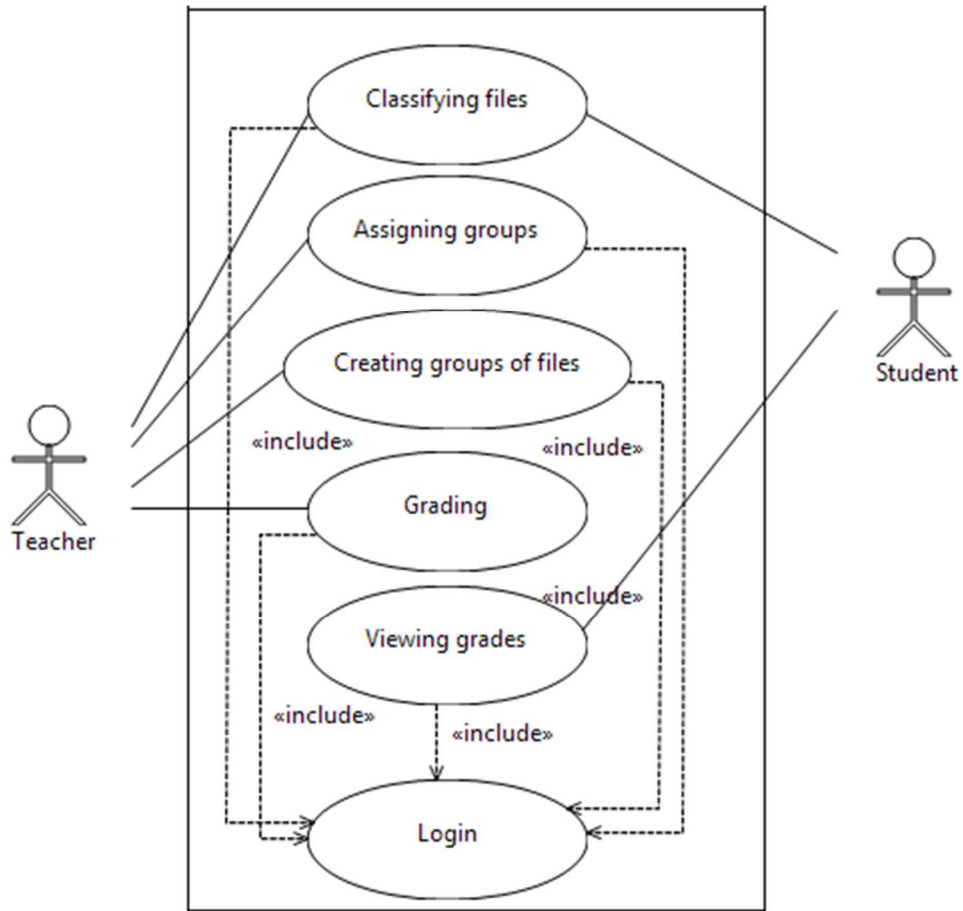 Classifying files
Assigning groups
Creating groups of files
Student
«include»
«include»
Grading
Teacher
«include»
Viewing grades
«include»
«include»
Login